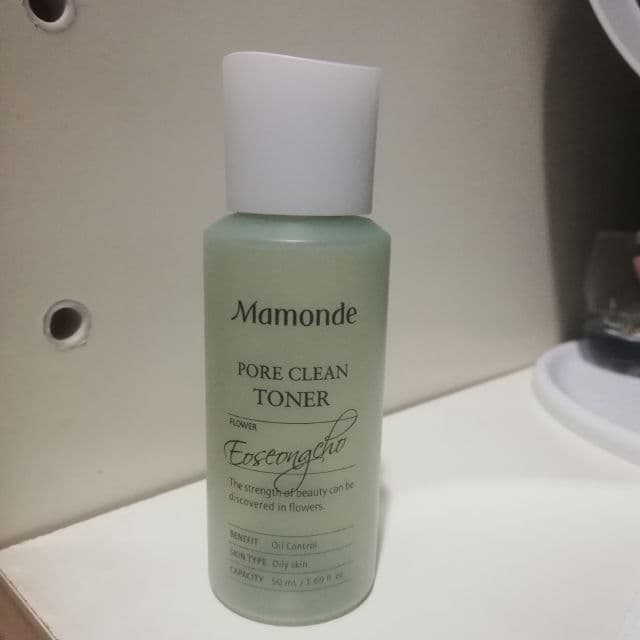 Mamonde
PORE CLEAN
TONER
FLOWER
Eoseongcho
The strength of beauty can be
discovered in flowers.
BENEFIT Oil Control
SKIN TYPE Oily skin
CAPACITY 50 mL / 1.69 fl. oz.